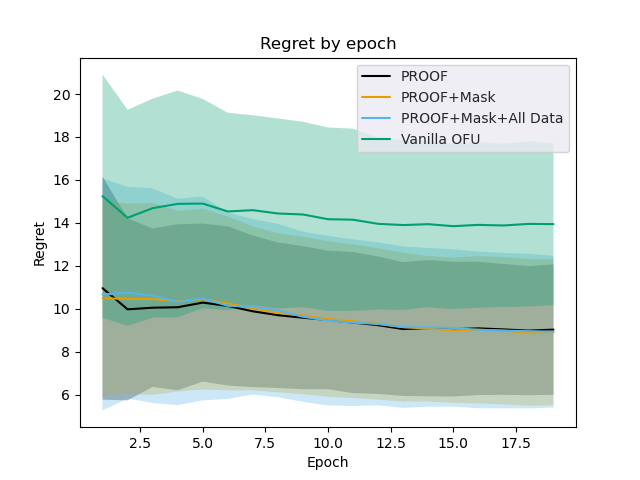 Regret by epoch
PROOF
PROOF+Mask
PROOF+Mask+All Data
Vanilla OFU
Regret
20
18
16
14
12
10
8
6
2.5 5.0 7.5 10.0 12.5 15.0 17.5
Epoch